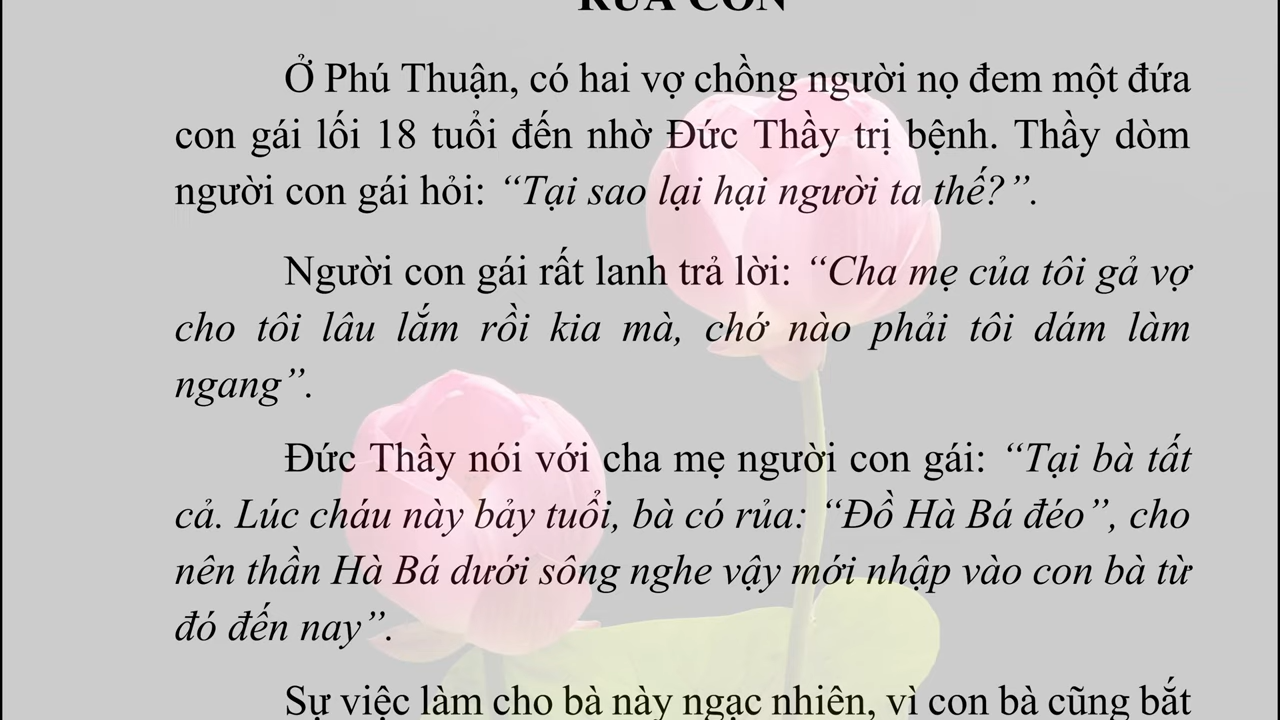 RỦA CON
Ở Phú Thuận, có hai vợ chồng người nọ đem một đứa
con gái lối 18 tuổi đến nhờ Đức Thầy trị bệnh. Thầy dòm
người con gái hỏi: “Tại sao lại hại người ta thế?”.
Người con gái rất lanh trả lời: “Cha mẹ của tôi gả vợ
cho tôi lâu lắm rồi kia mà, chớ nào phải tôi dám làm
ngang”.
Đức Thầy nói với cha mẹ người con gái: “Tại bà tất
cả. Lúc cháu này bảy tuổi, bà có rủa: “Đồ Hà Bá đéo”, cho
nên thần Hà Bá dưới sông nghe vậy mới nhập vào con bà từ
đó đến nay”.
Sự việc làm cho bà này ngạc nhiên, vì con bà cũng bắt